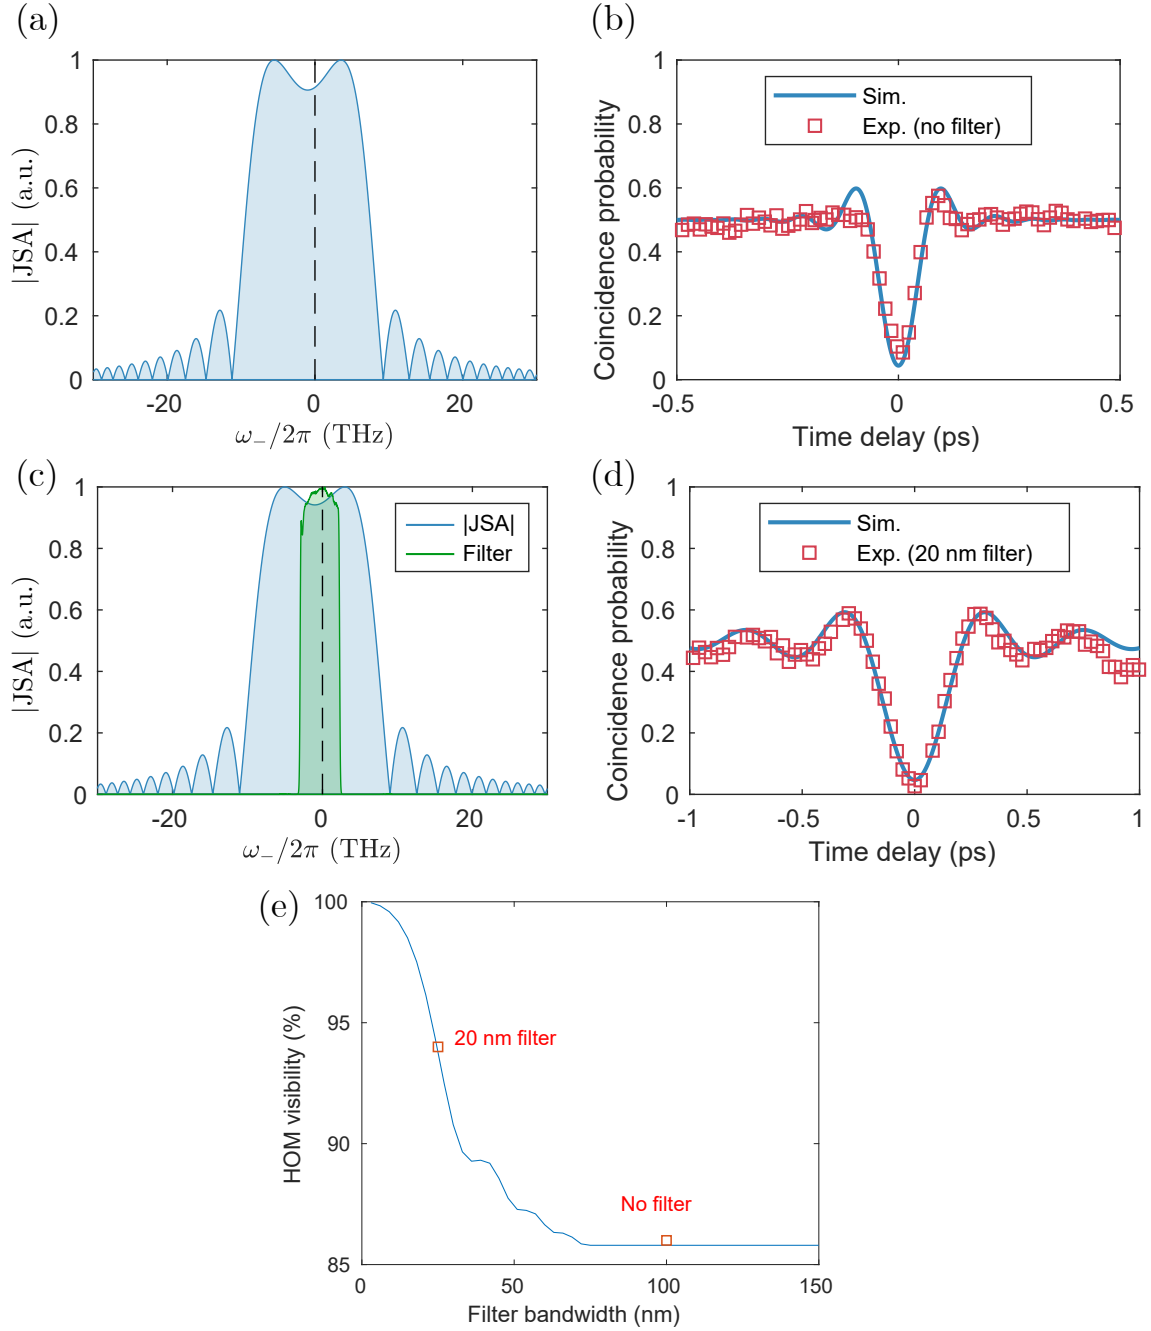 (a)
1
0.8
0.6
0.4
0.2
0
|JSA| (a.u.)
-20
0
20
ω−/2π (THz)
(b)
1
0.8
0.6
0.4
0.2
0
Coincidence probability
Sim.
Exp. (no filter)
-0.5
0
0.5
Time delay (ps)
(c)
1
0.8
0.6
0.4
0.2
0
|JSA| (a.u.)
|JSA|
Filter
-20
0
20
ω−/2π (THz)
(d)
1
0.8
0.6
0.4
0.2
0
Coincidence probability
Sim.
Exp. (20 nm filter)
-1
-0.5
0
0.5
1
Time delay (ps)
(e)
100
95
90
85
HOM visibility (%)
20 nm filter
No filter
0
50
100
150
Filter bandwidth (nm)